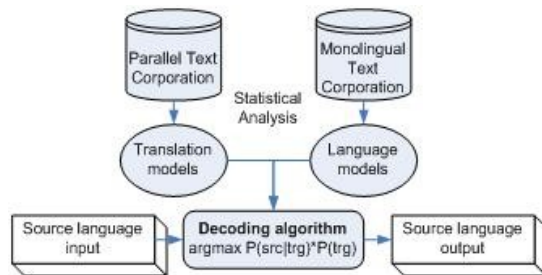 Parallel Text
Corporation
Monolingual
Text
Corporation
Statistical
Analysis
Translation
models
Language
models
Source language
input
Decoding algorithm
argmax P(src|trg)*P(trg)
Source language
output